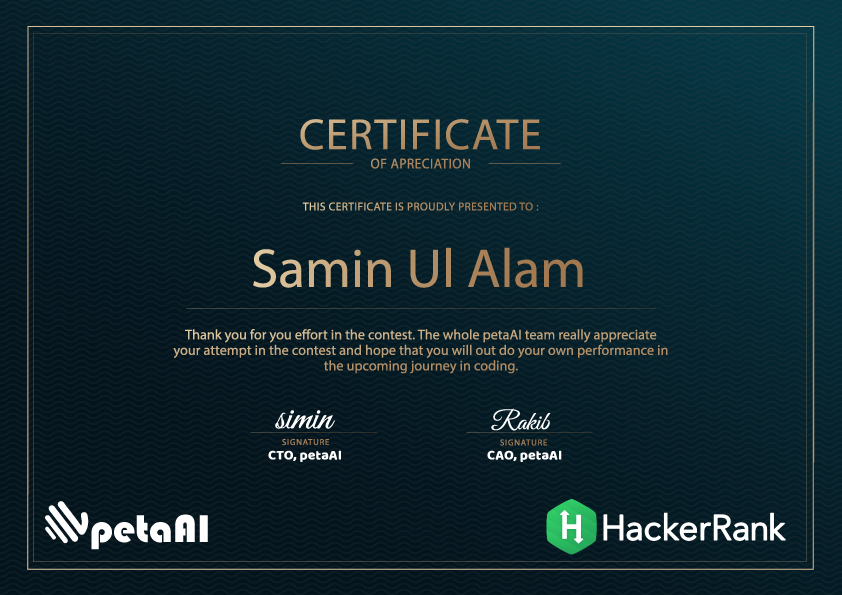 CERTIFICATE
OF APRECIATION
THIS CERTIFICATE IS PROUDLY PRESENTED TO :
Samin Ul Alam
Thank you for you effort in the contest. The whole petaAI team really appreciate
your attempt in the contest and hope that you will out do your own performance in
the upcoming journey in coding.
simin
SIGNATURE
CTO, petaAI
Rakib
SIGNATURE
CAO, petaAI
petaAI
H HackerRank